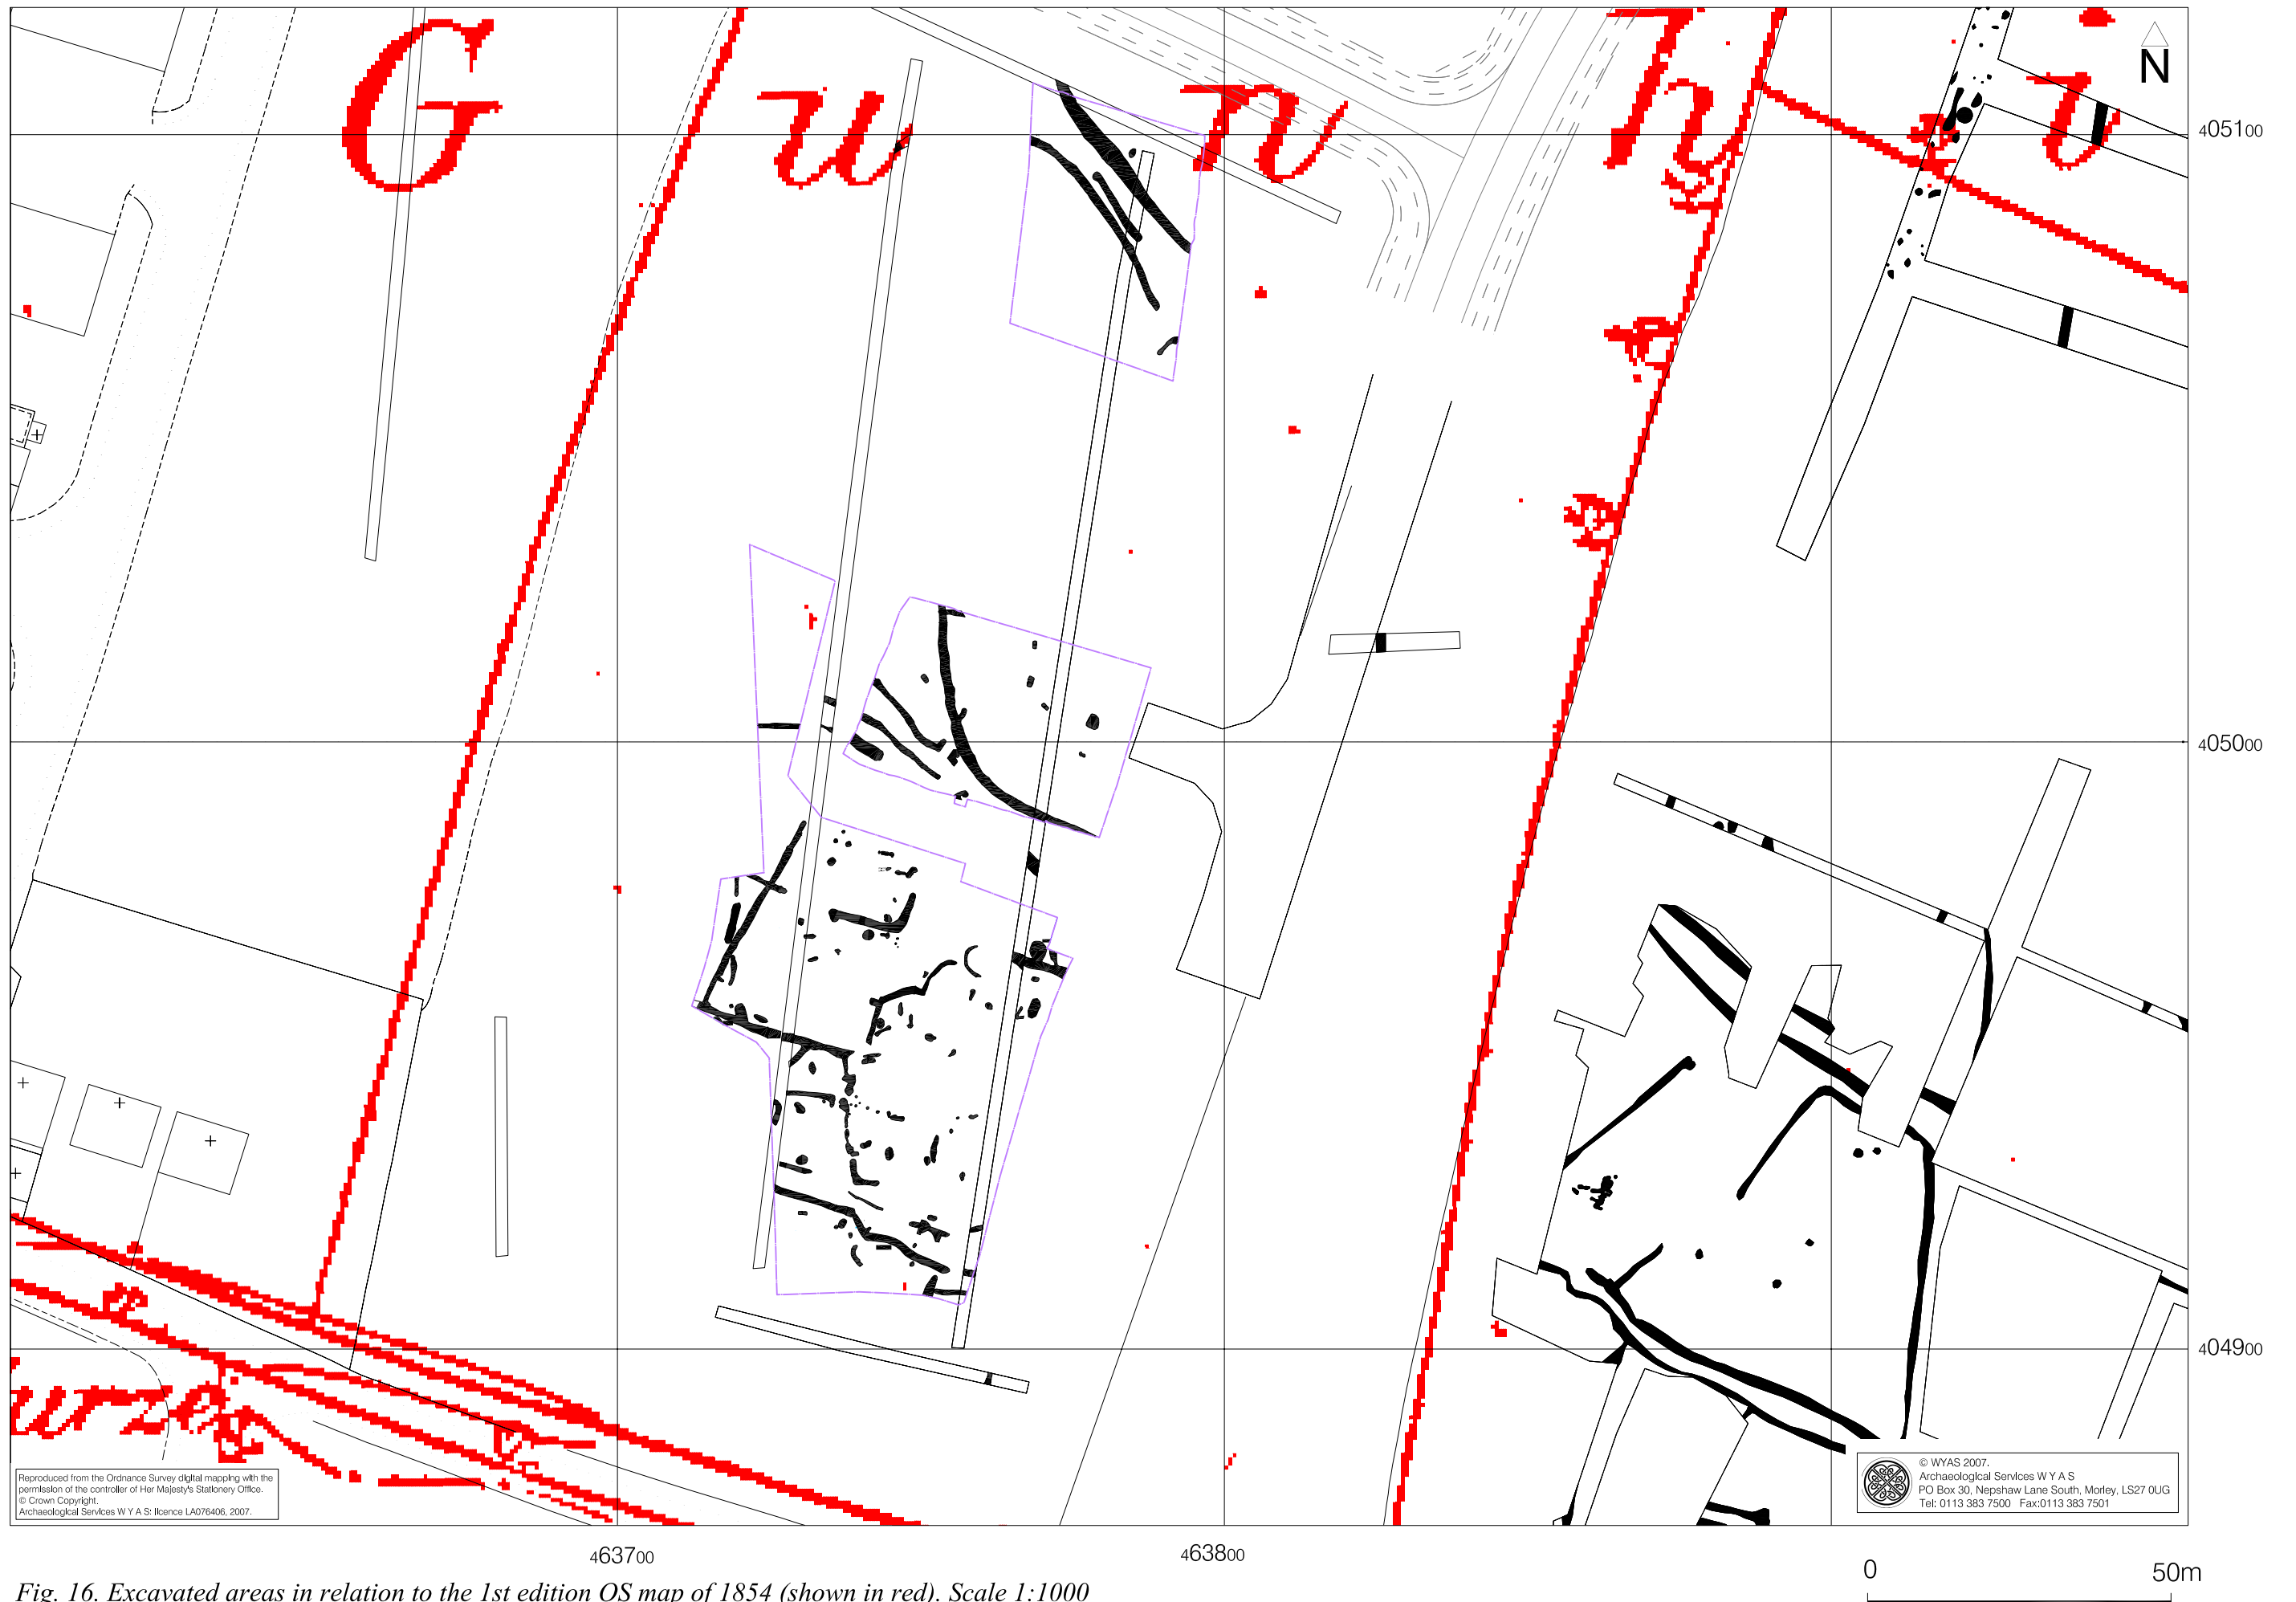 G u n h
t
N
405100
405000
404900
463700
463800
Reproduced from the Ordnance Survey digital mapping with the
permission of the controller of Her Majesty's Stationery Office.
© Crown Copyright.
Archaeological Services W Y A S: licence LA076406, 2007.
© WYAS 2007.
Archaeological Services W Y A S
PO Box 30, Nepshaw Lane South, Morley, LS27 0UG
Tel: 0113 383 7500 Fax:0113 383 7501
0 50m
Fig. 16. Excavated areas in relation to the 1st edition OS map of 1854 (shown in red). Scale 1:1000